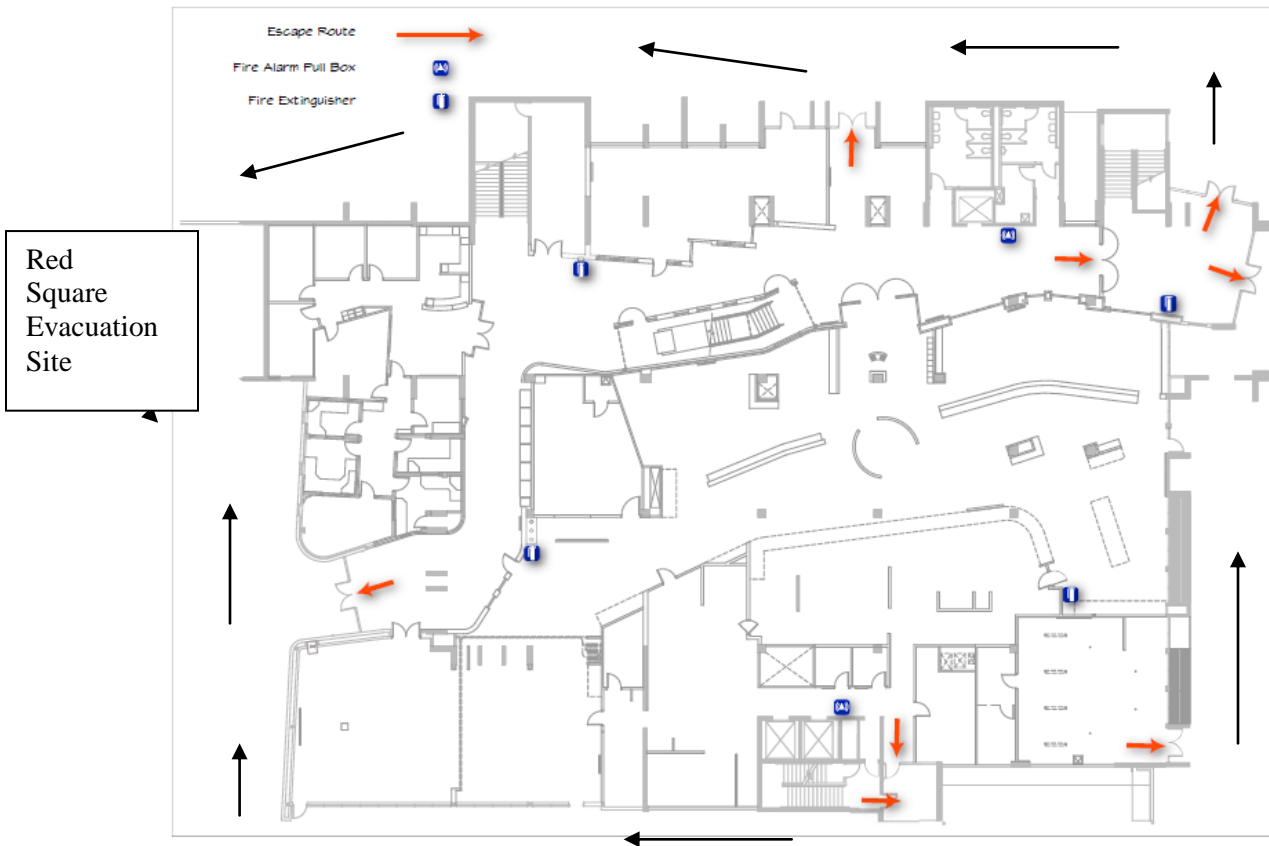 Escape Route
Fire Alarm Pull Box
Fire Extinguisher
Red
Square
Evacuation
Site